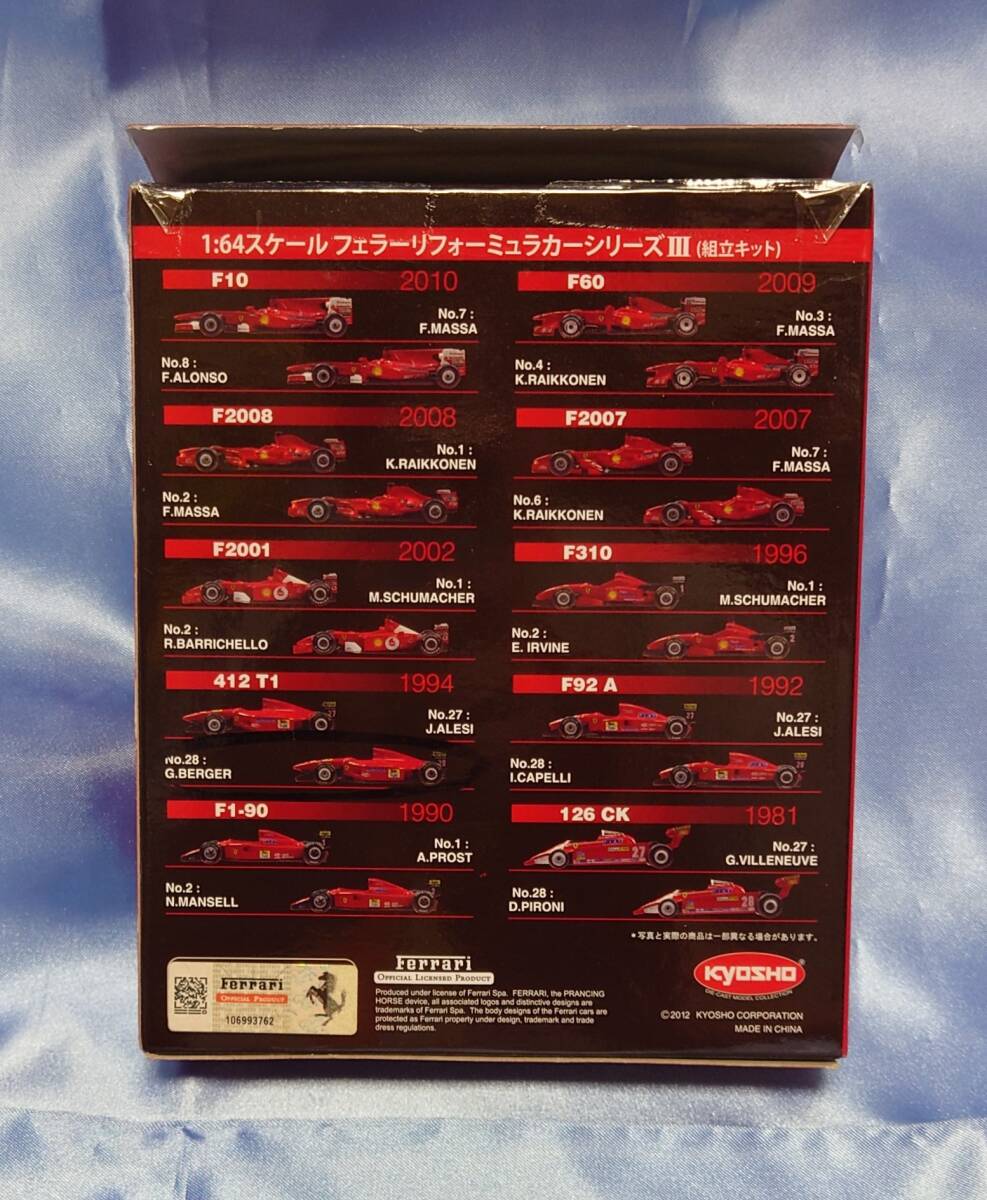 1:64スケール フェラーリフォーミュラカーシリーズⅢ (組立キット)
F10 2010
No.7 :
F.MASSA
No.8 :
F.ALONSO
F60 2009
No.3 :
F.MASSA
No.4 :
K.RAIKKONEN
F2008 2008
No.1 :
K.RAIKKONEN
No.2 :
F.MASSA
F2007 2007
No.7 :
F.MASSA
No.6 :
K.RAIKKONEN
F2001 2002
No.1 :
M.SCHUMACHER
No.2 :
R.BARRICHELLO
F310 1996
No.1 :
M.SCHUMACHER
No.2 :
E. IRVINE
412 T1 1994
No.27 :
J.ALESI
No.28 :
G.BERGER
F92 A 1992
No.27 :
J.ALESI
No.28 :
I.CAPELLI
F1-90 1990
No.1 :
A.PROST
No.2 :
N.MANSELL
126 CK 1981
No.27 :
G.VILLENEUVE
27
No.28 :
D.PIRONI
28
*写真と実際の商品は一部異なる場合があります。
Ferrari
OFFICIAL PRODUCT
106993762
Ferrari
OFFICIAL LICENSED PRODUCT
Produced under license of Ferrari Spa. FERRARI, the PRANCING
HORSE device, all associated logos and distinctive designs are
trademarks of Ferrari Spa. The body designs of the Ferrari cars are
protected as Ferrari property under design, trademark and trade
dress regulations.
KYOSHO
DIE CAST MODEL COLLECTION
©2012 KYOSHO CORPORATION
MADE IN CHINA